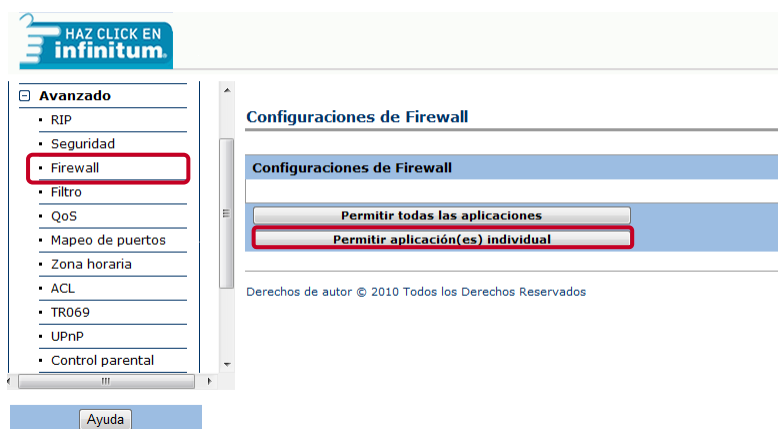 HAZ CLICK EN
infinitum.
Avanzado
RIP
Seguridad
Firewall
Filtro
QoS
Mapeo de puertos
Zona horaria
ACL
TR069
UPnP
Control parental
Ayuda
Configuraciones de Firewall
Configuraciones de Firewall
Permitir todas las aplicaciones
Permitir aplicación(es) individual
Derechos de autor © 2010 Todos los Derechos Reservados